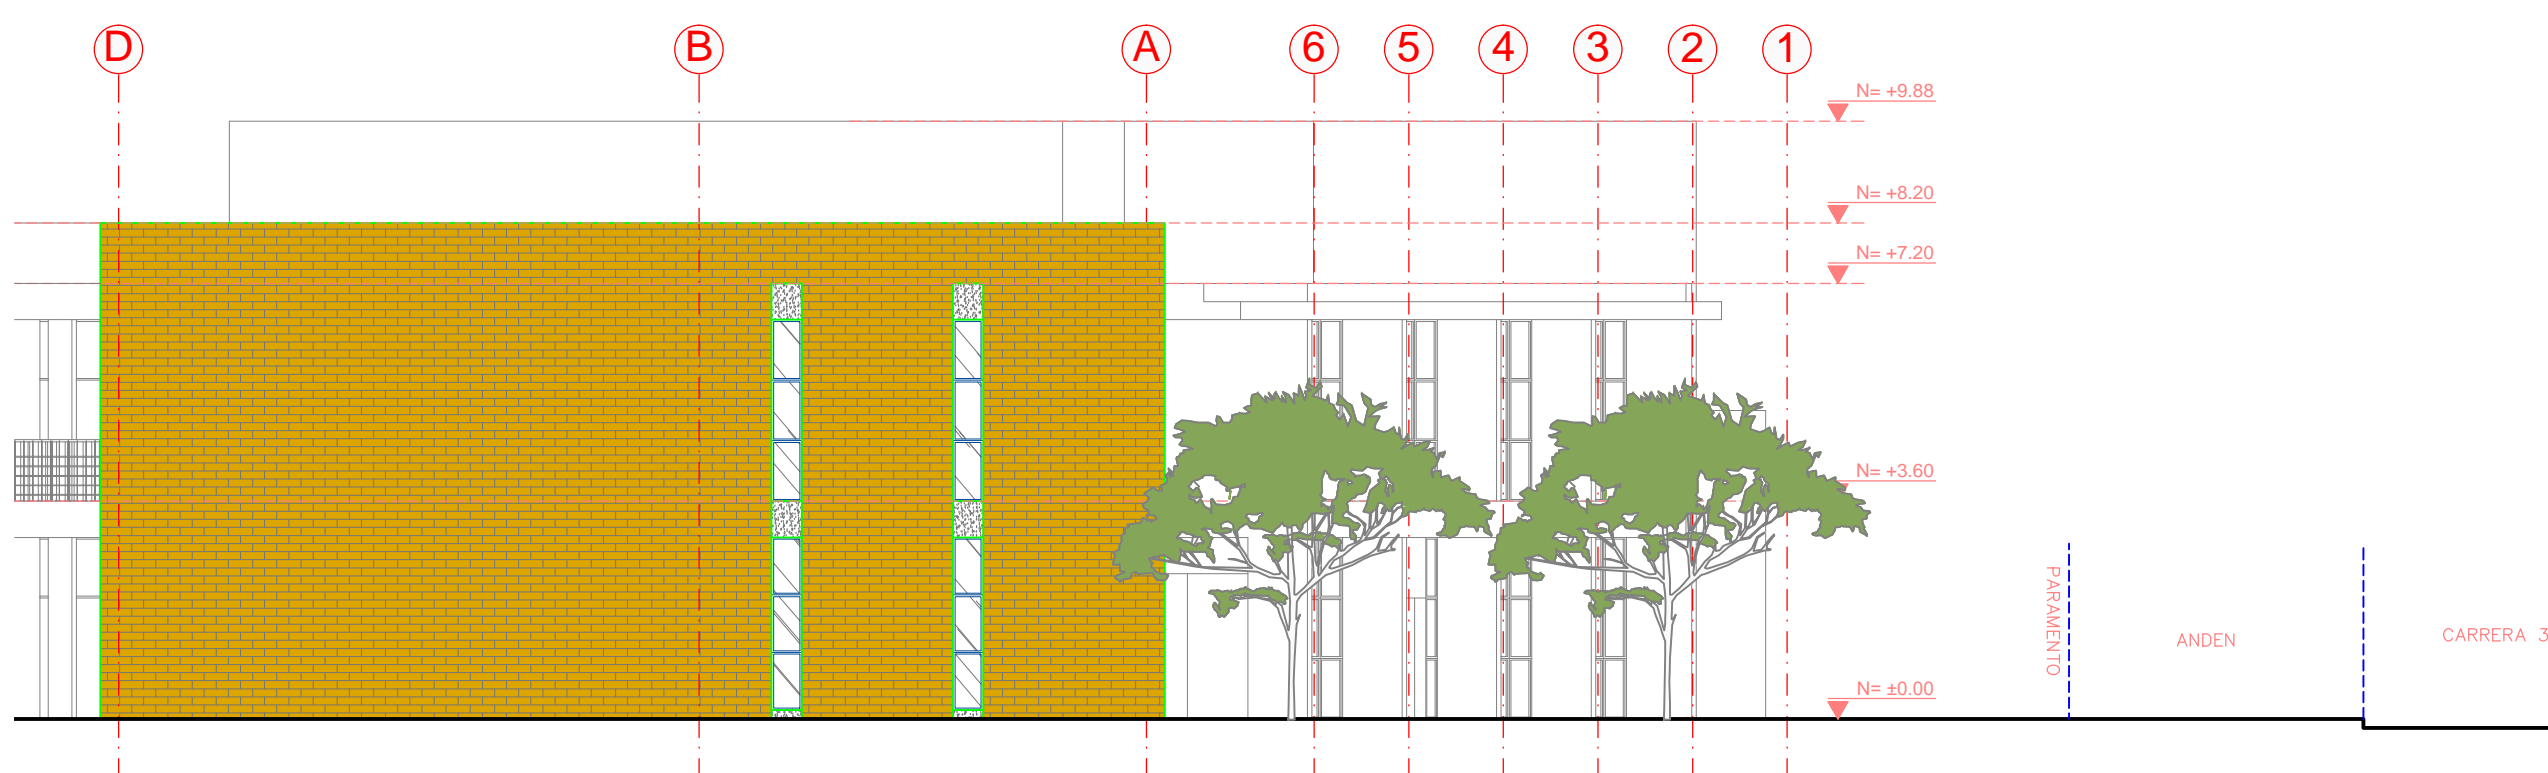 D B A 6 5 4 3 2 1
N= +9.88
N= +8.20
N= +7.20
N= +3.60
N= ±0.00
PARAMENTO
ANDEN
CARRERA 3